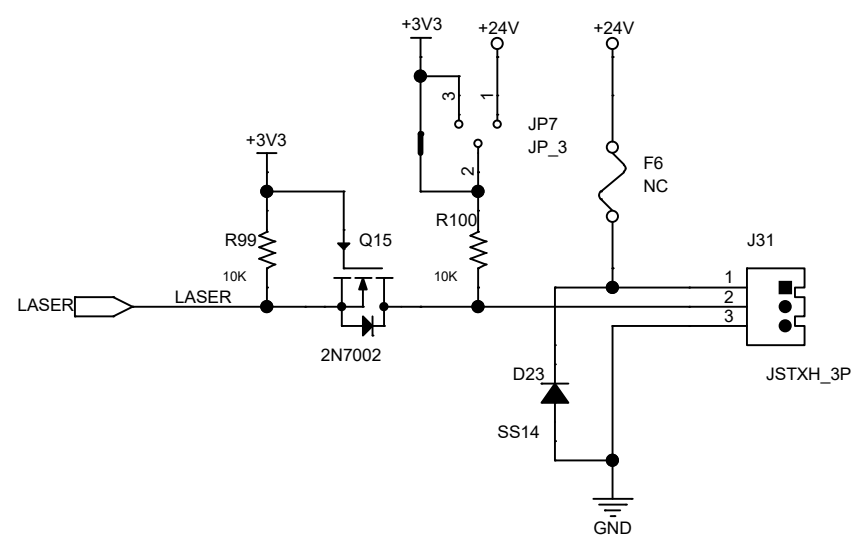 +3V3
+24V
+24V
3
1
JP7
JP_3
+3V3
2
F6
NC
R99
Q15
R100
J31
10K
10K
1
LASER
LASER
2
3
2N7002
D23
JSTXH_3P
SS14
GND